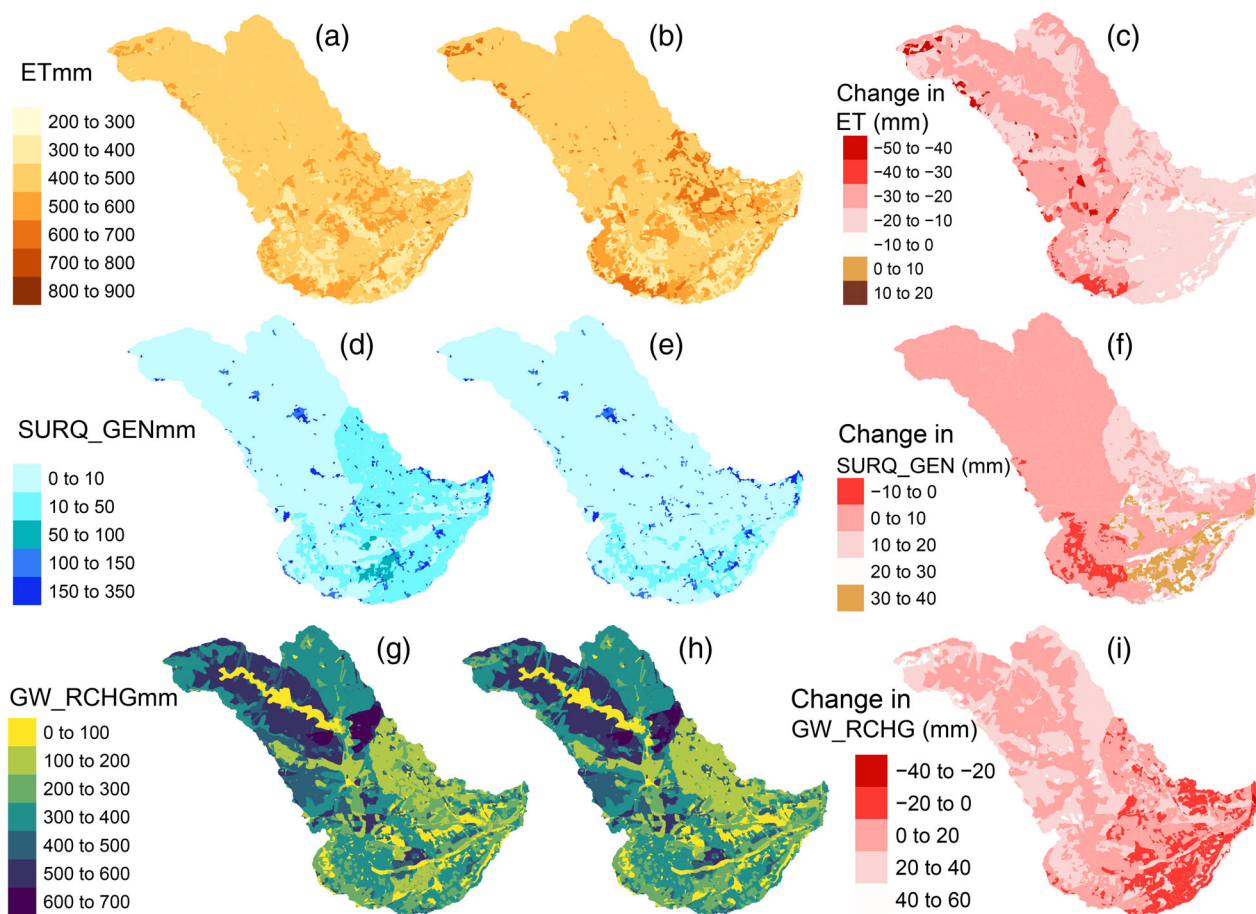 (a)
(b)
(c)
ETmm
200 to 300
300 to 400
400 to 500
500 to 600
600 to 700
700 to 800
800 to 900
Change in
ET (mm)
−50 to −40
−40 to −30
−30 to −20
−20 to −10
−10 to 0
0 to 10
10 to 20
(d)
(e)
(f)
SURQ_GENmm
0 to 10
10 to 50
50 to 100
100 to 150
150 to 350
Change in
SURQ_GEN (mm)
−10 to 0
0 to 10
10 to 20
20 to 30
30 to 40
(g)
(h)
(i)
GW_RCHGmm
0 to 100
100 to 200
200 to 300
300 to 400
400 to 500
500 to 600
600 to 700
Change in
GW_RCHG (mm)
−40 to −20
−20 to 0
0 to 20
20 to 40
40 to 60